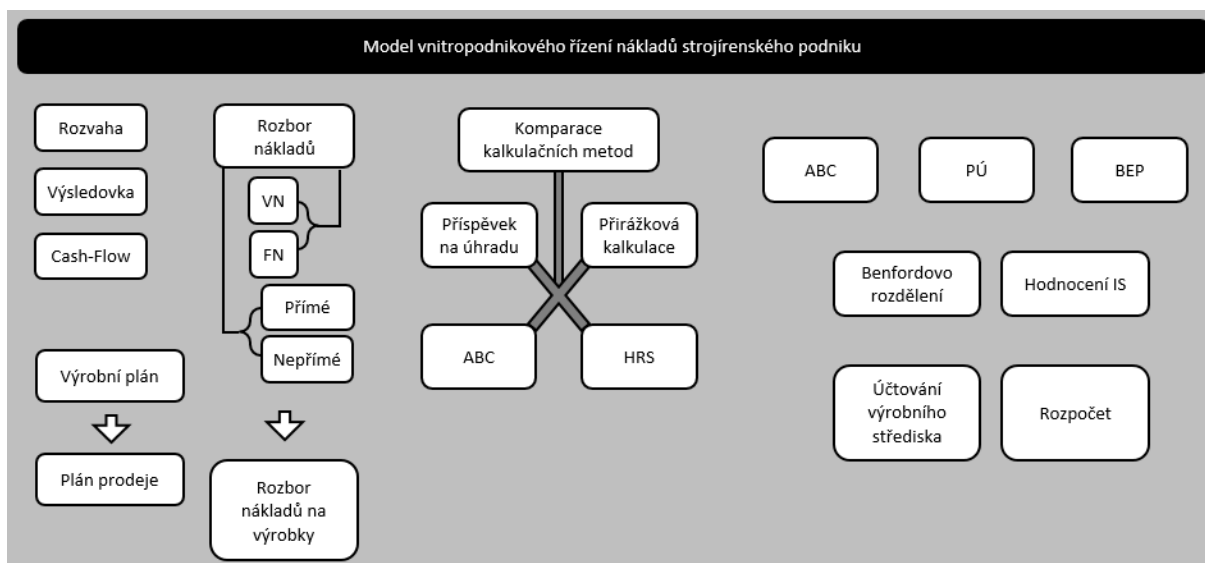 Model vnitropodnikového řízení nákladů strojírenského podniku
Rozvaha
Výsledovka
Cash-Flow
Výrobní plán
Plán prodeje
Rozbor
nákladů
VN
FN
Přímé
Nepřímé
Rozbor
nákladů na
výrobky
Komparace
kalkulačních metod
Příspěvek
na úhradu
Přirážková
kalkulace
ABC
HRS
ABC
PÚ
BEP
Benfordovo
rozdělení
Hodnocení IS
Účtování
výrobního
střediska
Rozpočet